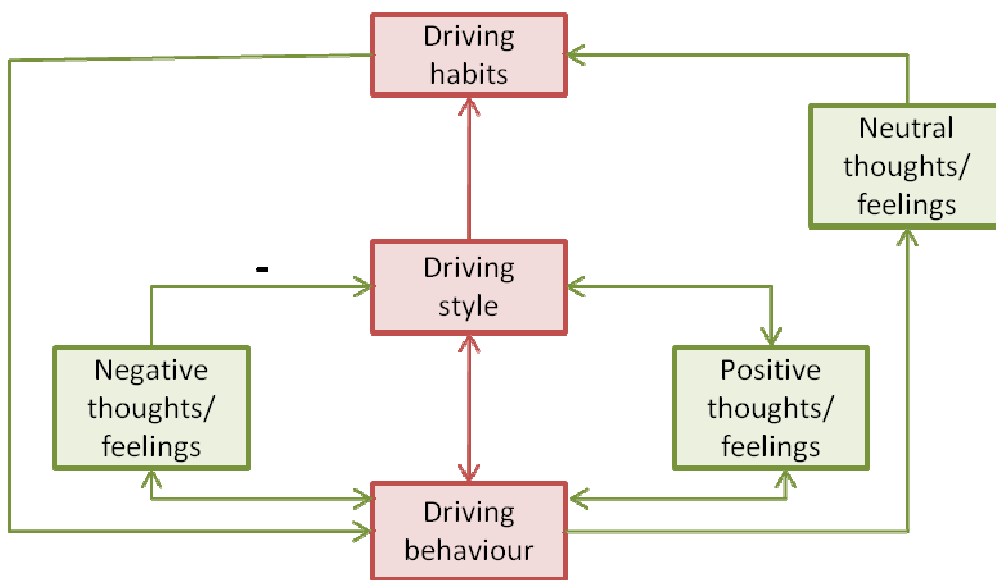 Driving
habits
Neutral
thoughts/
feelings
-
Driving
style
Negative
thoughts/
feelings
Positive
thoughts/
feelings
Driving
behaviour